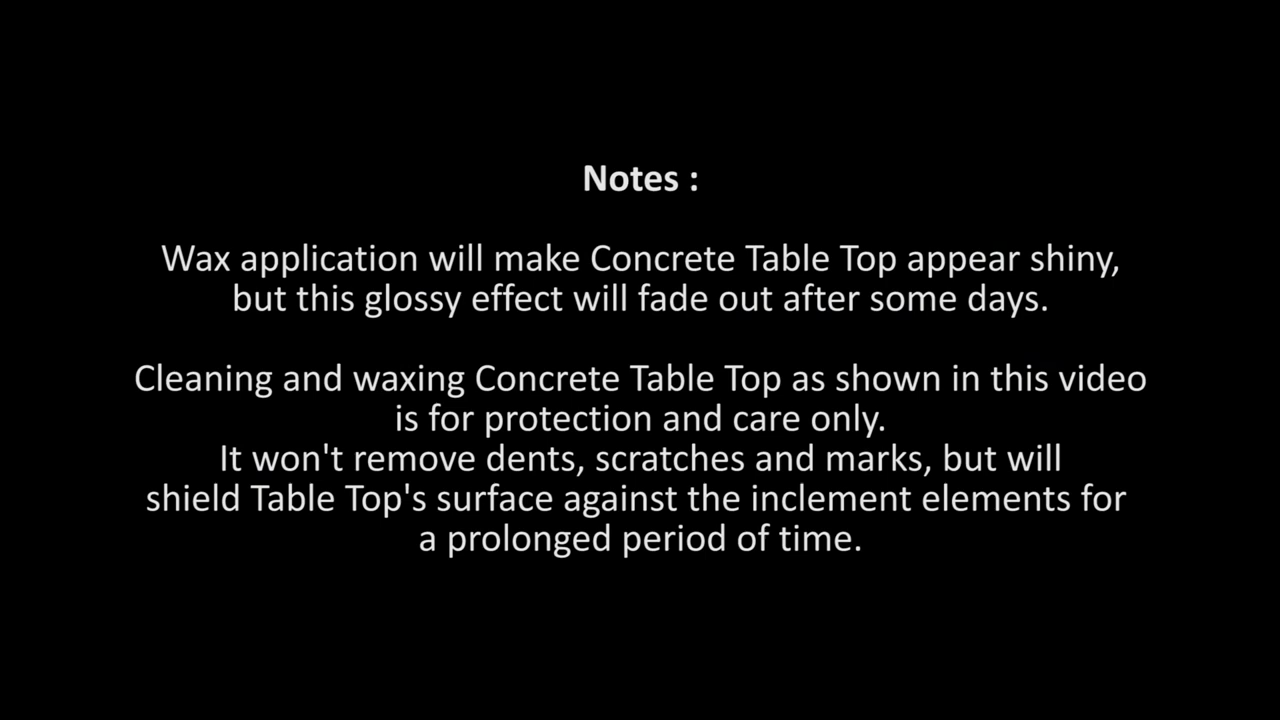 Notes :
Wax application will make Concrete Table Top appear shiny,
but this glossy effect will fade out after some days.
Cleaning and waxing Concrete Table Top as shown in this video
is for protection and care only.
It won't remove dents, scratches and marks, but will
shield Table Top's surface against the inclement elements for
a prolonged period of time.